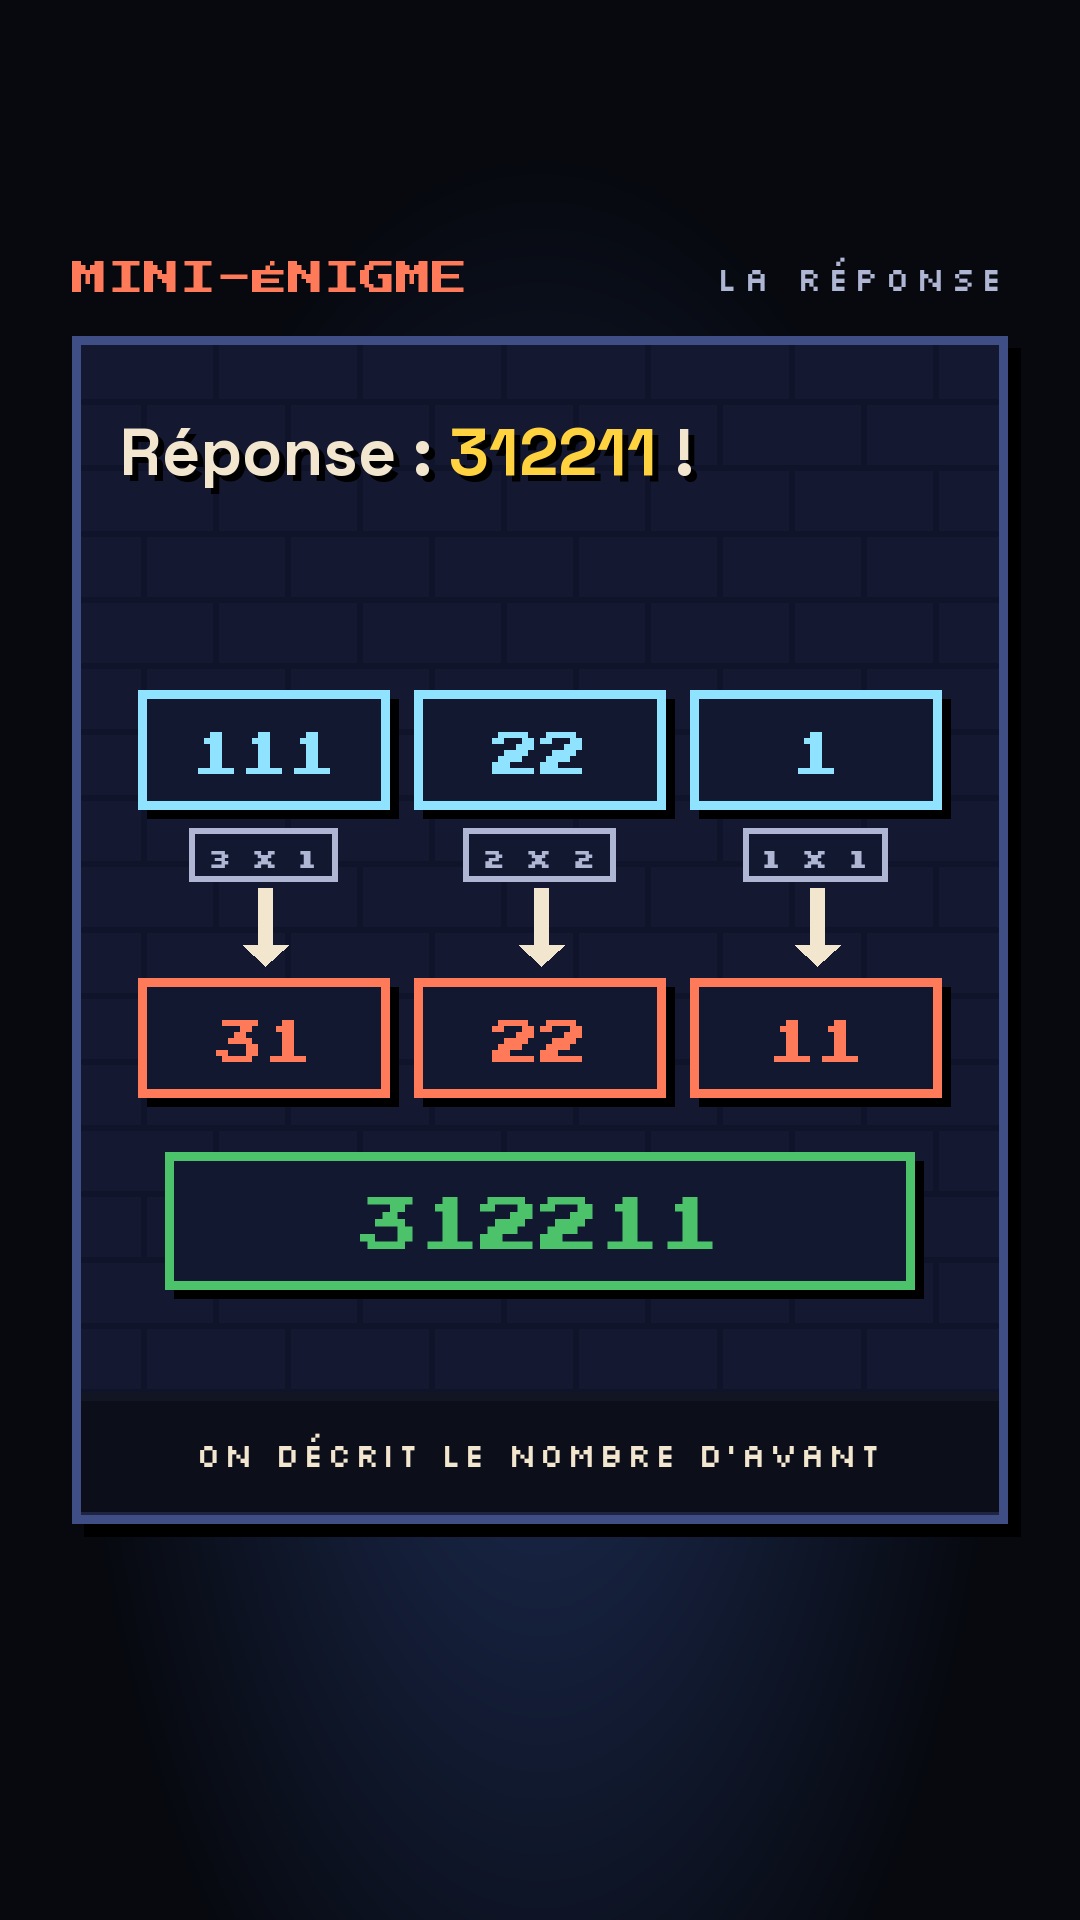 MINI-ÉNIGME
LA RÉPONSE
Réponse : 312211 !
111 22 1
3 X 1 2 X 2 1 X 1
31 22 11
312211
ON DÉCRIT LE NOMBRE D'AVANT